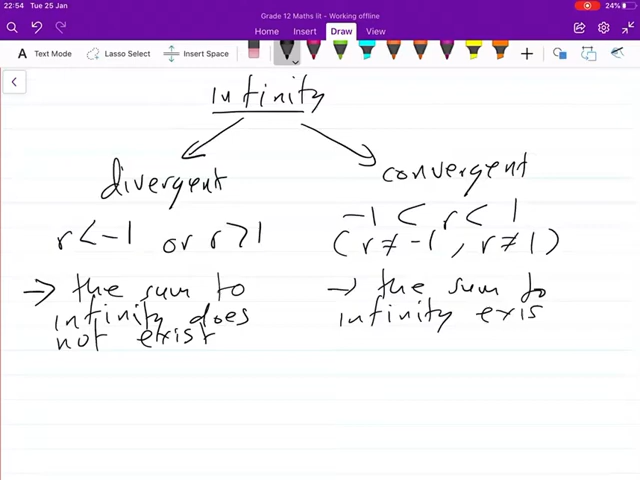 22:54 Tue 25 Jan
24%
Grade 12 Maths lit - Working offline
Home Insert Draw View
A Text Mode Lasso Select Insert Space
infinity
divergent
convergent
r < -1 or r > 1
-1 < r < 1
(r ≠ -1, r ≠ 1)
→ the sum to
infinity does
not exist
→ the sum to
infinity exis